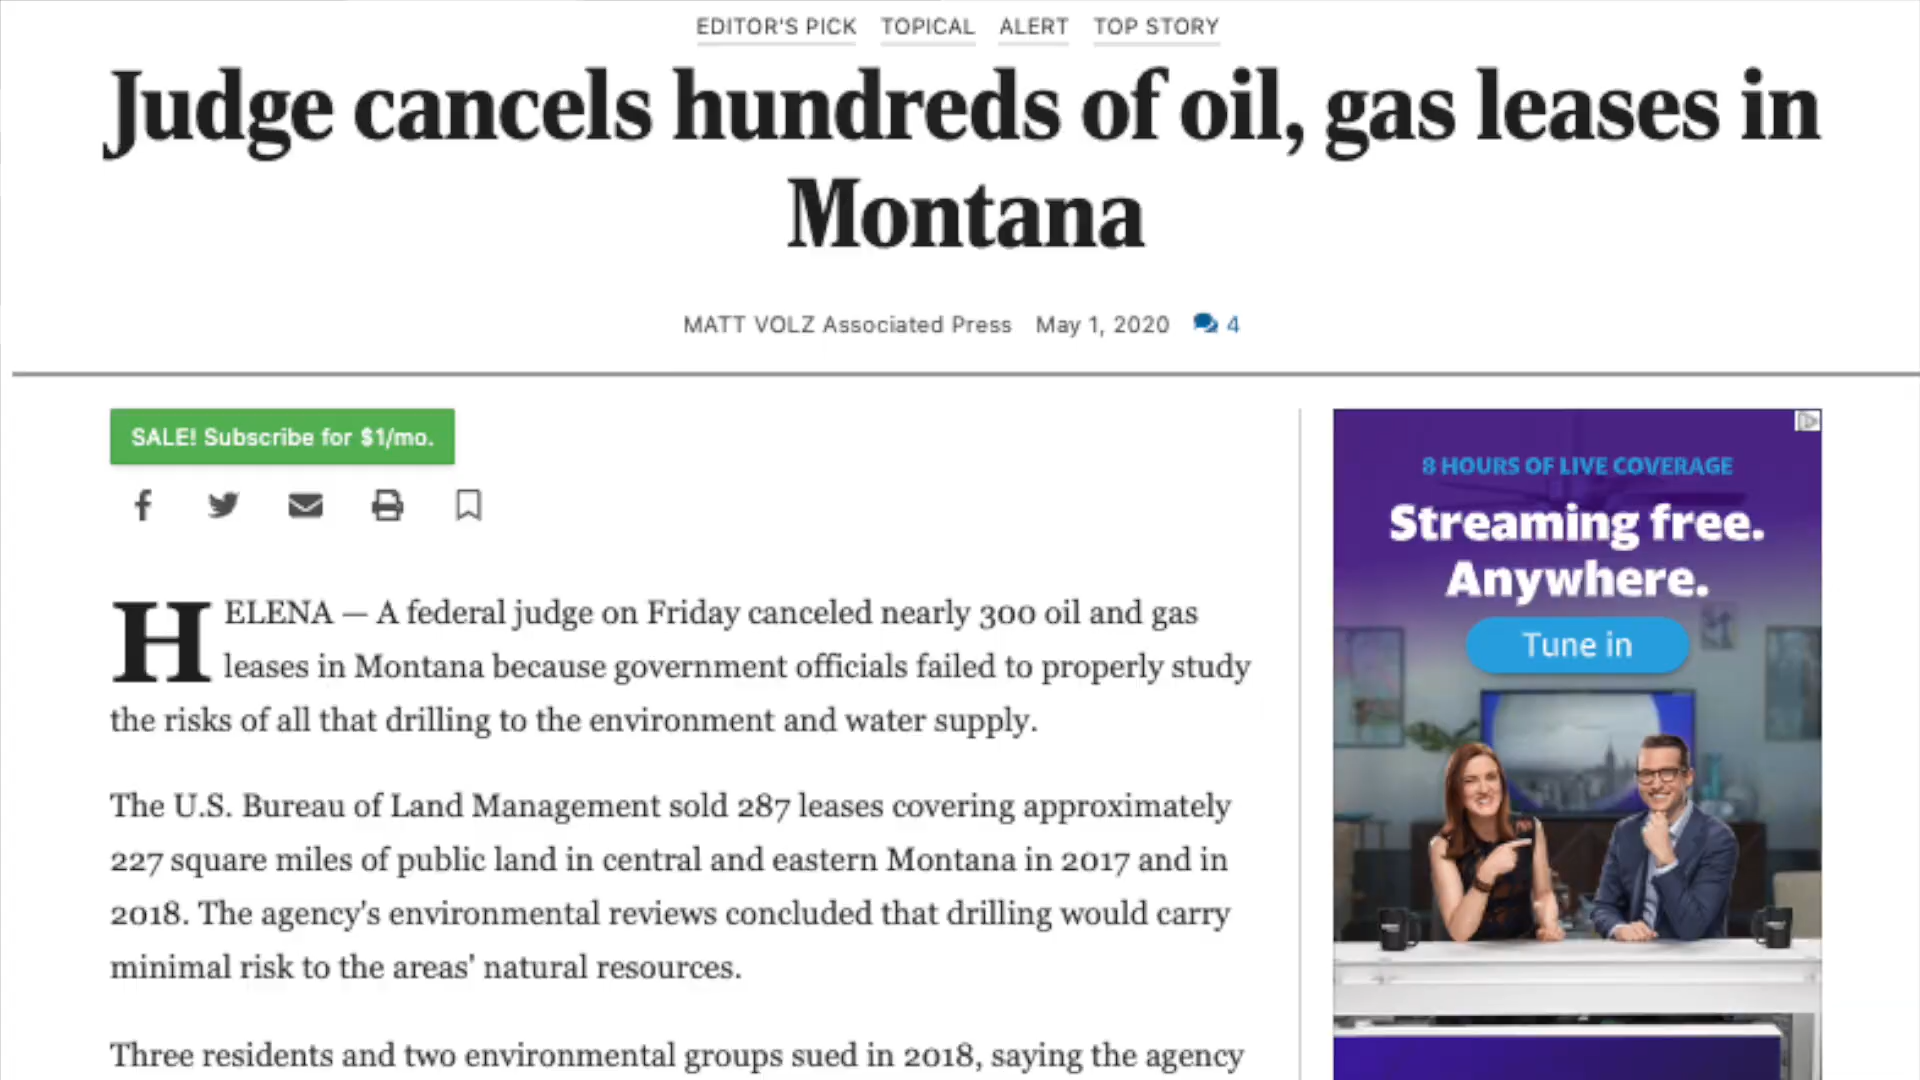 EDITOR'S PICK TOPICAL ALERT TOP STORY
Judge cancels hundreds of oil, gas leases in
Montana
MATT VOLZ Associated Press May 1, 2020 4
SALE! Subscribe for $1/mo.
HELENA — A federal judge on Friday canceled nearly 300 oil and gas
leases in Montana because government officials failed to properly study
the risks of all that drilling to the environment and water supply.
The U.S. Bureau of Land Management sold 287 leases covering approximately
227 square miles of public land in central and eastern Montana in 2017 and in
2018. The agency's environmental reviews concluded that drilling would carry
minimal risk to the areas' natural resources.
Three residents and two environmental groups sued in 2018, saying the agency
8 HOURS OF LIVE COVERAGE
Streaming free.
Anywhere.
Tune in